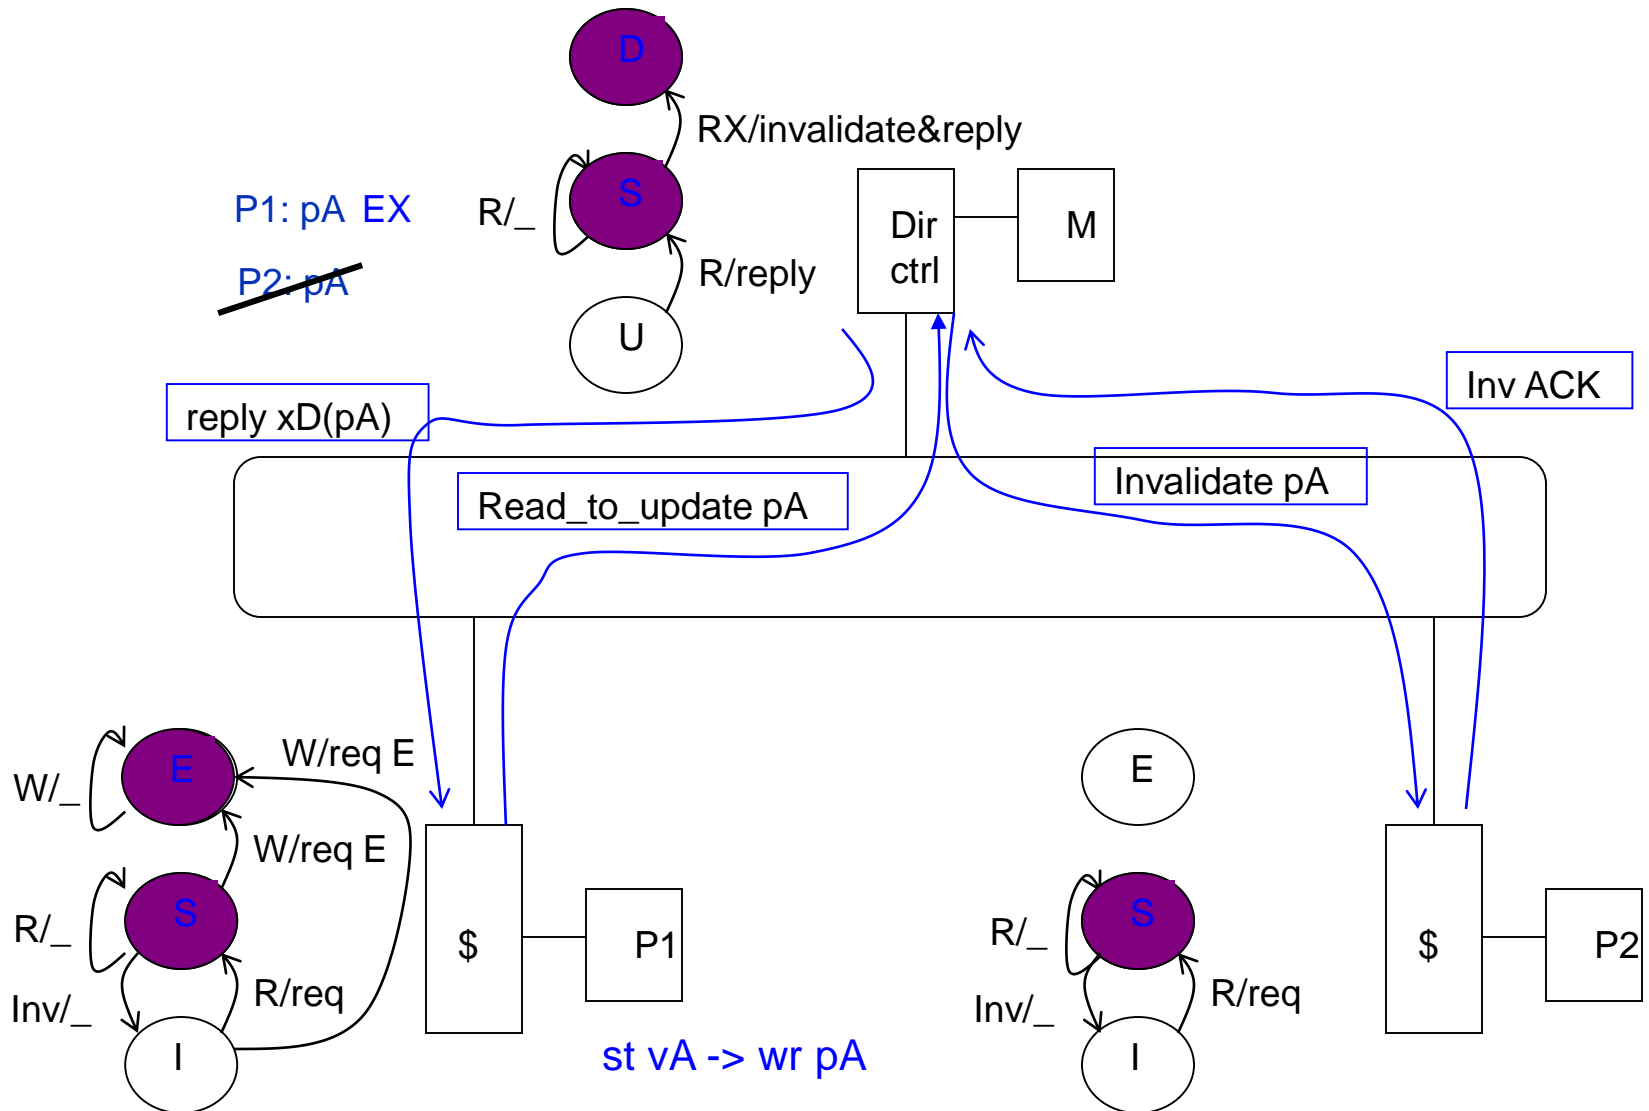 D
RX/invalidate&reply
S
R/_
P1: pA EX
Dir
ctrl
M
P2: pA
R/reply
U
Inv ACK
reply xD(pA)
Read_to_update pA
Invalidate pA
E
W/req E
W/_
W/req E
S
R/_
R/req
Inv/_
I
$
P1
st vA -> wr pA
E
S
R/_
R/req
Inv/_
I
$
P2